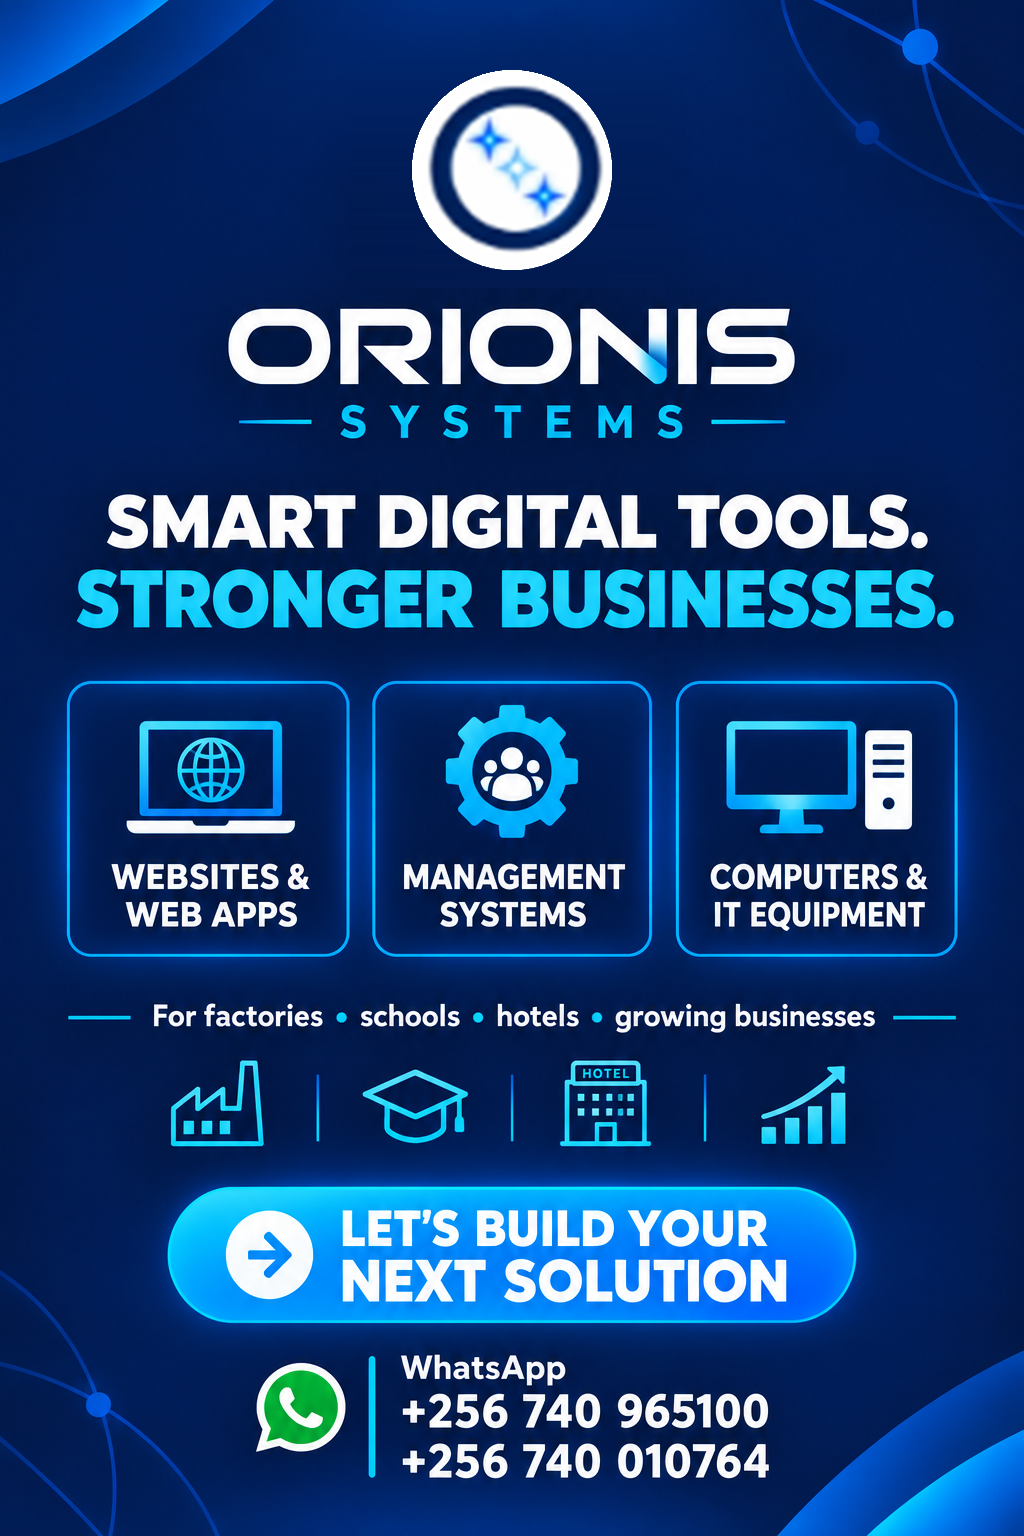 ORIONIS
SYSTEMS
SMART DIGITAL TOOLS.
STRONGER BUSINESSES.
WEBSITES &
WEB APPS
MANAGEMENT
SYSTEMS
COMPUTERS &
IT EQUIPMENT
For factories • schools • hotels • growing businesses
HOTEL
LET'S BUILD YOUR
NEXT SOLUTION
WhatsApp
+256 740 965100
+256 740 010764